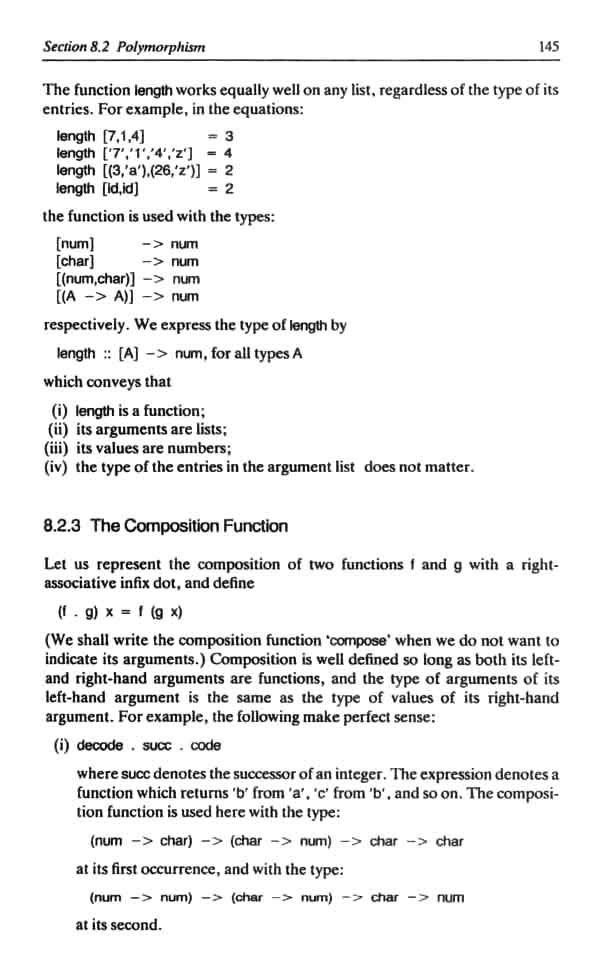 Section 8.2 Polymorphism 145
The function length works equally well on any list, regardless of the type of its
entries. For example, in the equations:
length [7,1,4] = 3
length ['7','1','4','z'] = 4
length [(3,'a'),(26,'z')] = 2
length [id,id] = 2
the function is used with the types:
[num] -> num
[char] -> num
[(num,char)] -> num
[(A -> A)] -> num
respectively. We express the type of length by
length :: [A] -> num, for all types A
which conveys that
(i) length is a function;
(ii) its arguments are lists;
(iii) its values are numbers;
(iv) the type of the entries in the argument list does not matter.
8.2.3 The Composition Function
Let us represent the composition of two functions f and g with a right-
associative infix dot, and define
(f . g) x = f (g x)
(We shall write the composition function 'compose' when we do not want to
indicate its arguments.) Composition is well defined so long as both its left-
and right-hand arguments are functions, and the type of arguments of its
left-hand argument is the same as the type of values of its right-hand
argument. For example, the following make perfect sense:
(i) decode . succ . code
where succ denotes the successor of an integer. The expression denotes a
function which returns 'b' from 'a', 'c' from 'b', and so on. The composi-
tion function is used here with the type:
(num -> char) -> (char -> num) -> char -> char
at its first occurrence, and with the type:
(num -> num) -> (char -> num) -> char -> num
at its second.